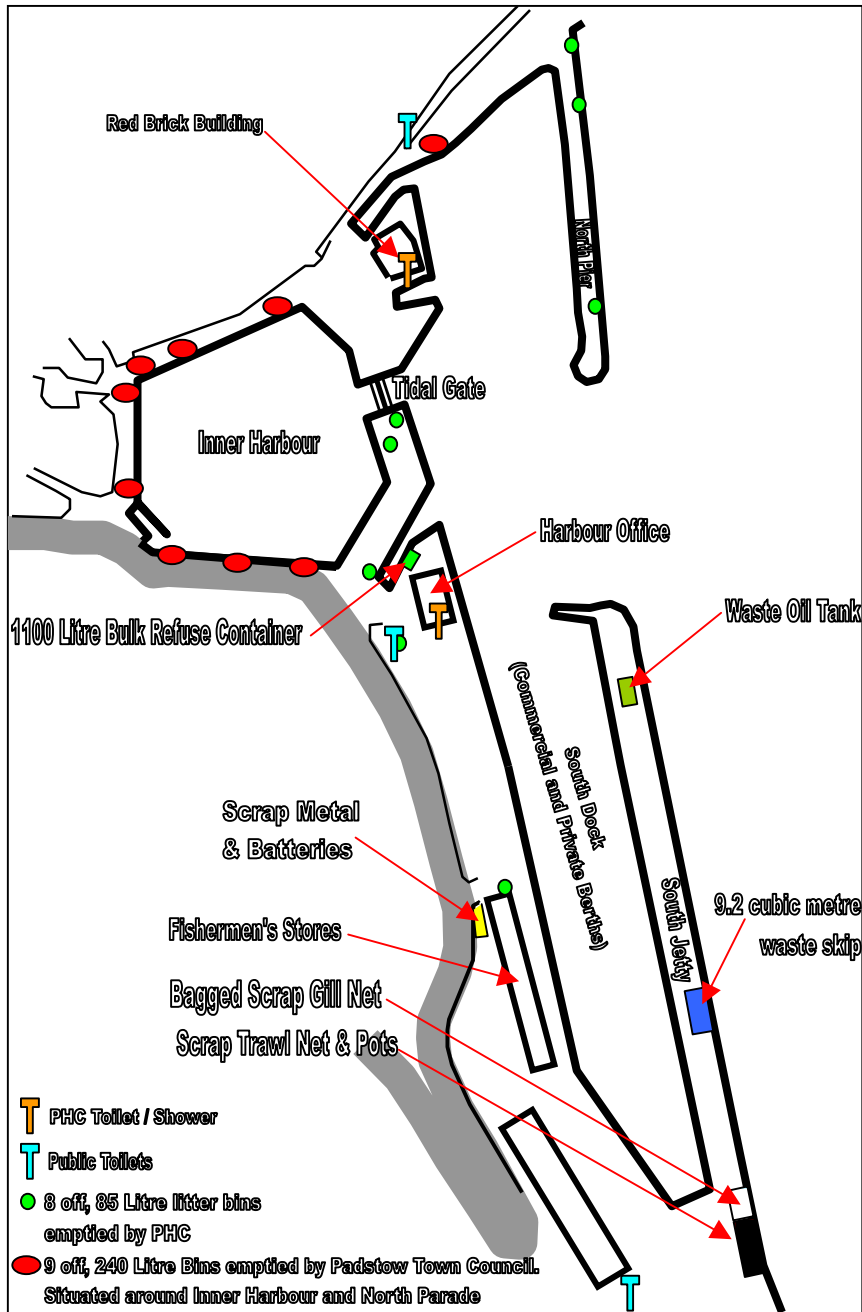 Red Brick Building
North Pier
Tidal Gate
Inner Harbour
Harbour Office
1100 Litre Bulk Refuse Container
Waste Oil Tank
South Dock
(Commercial and Private Berths)
Scrap Metal
& Batteries
South Jetty
9.2 cubic metre
waste skip
Fishermen's Stores
Bagged Scrap Gill Net
Scrap Trawl Net & Pots
PHC Toilet / Shower
Public Toilets
8 off, 85 Litre litter bins
emptied by PHC
9 off, 240 Litre Bins emptied by Padstow Town Council.
Situated around Inner Harbour and North Parade